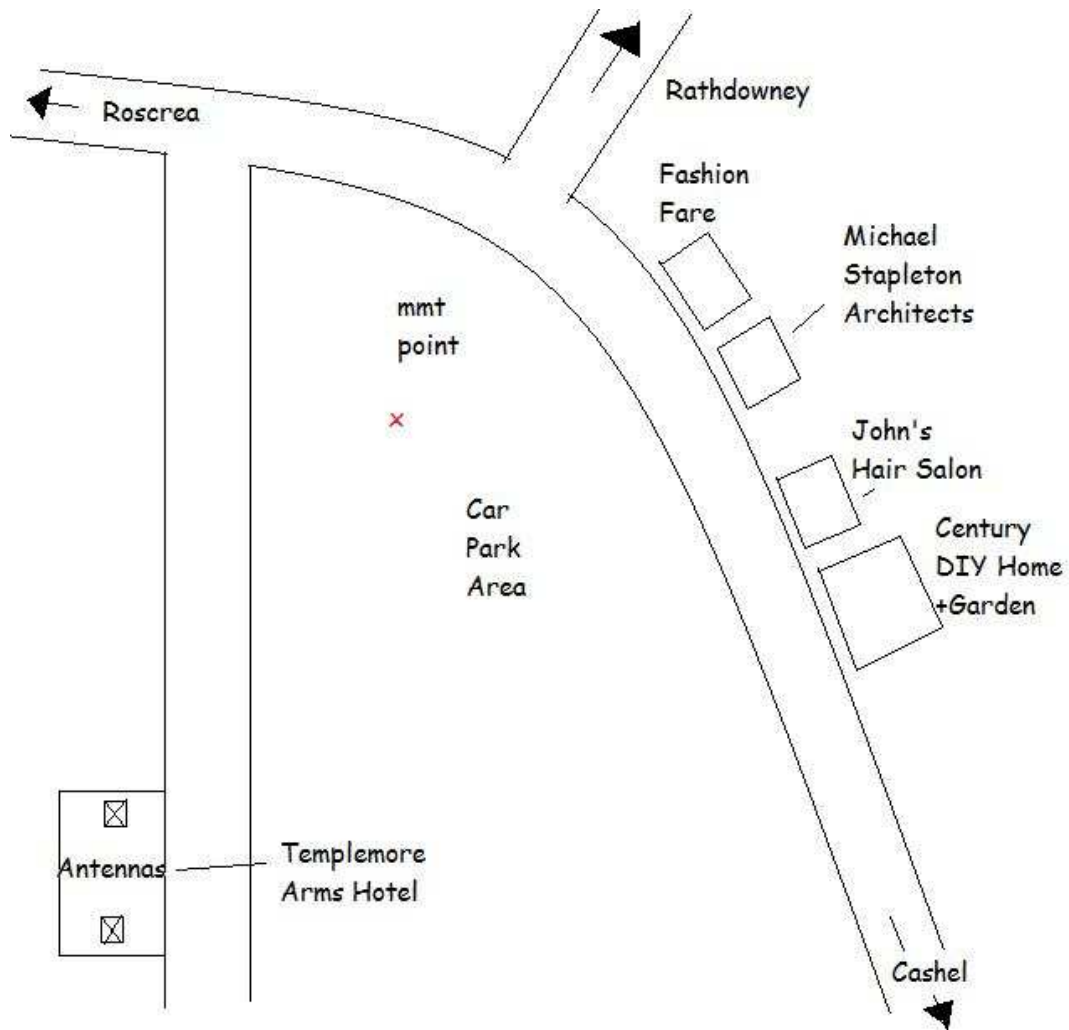 Roscrea
Rathdowney
Fashion
Fare
Michael
Stapleton
Architects
mmt
point
John's
Hair Salon
Car
Park
Area
Century
DIY Home
+Garden
Antennas
Templemore
Arms Hotel
Cashel